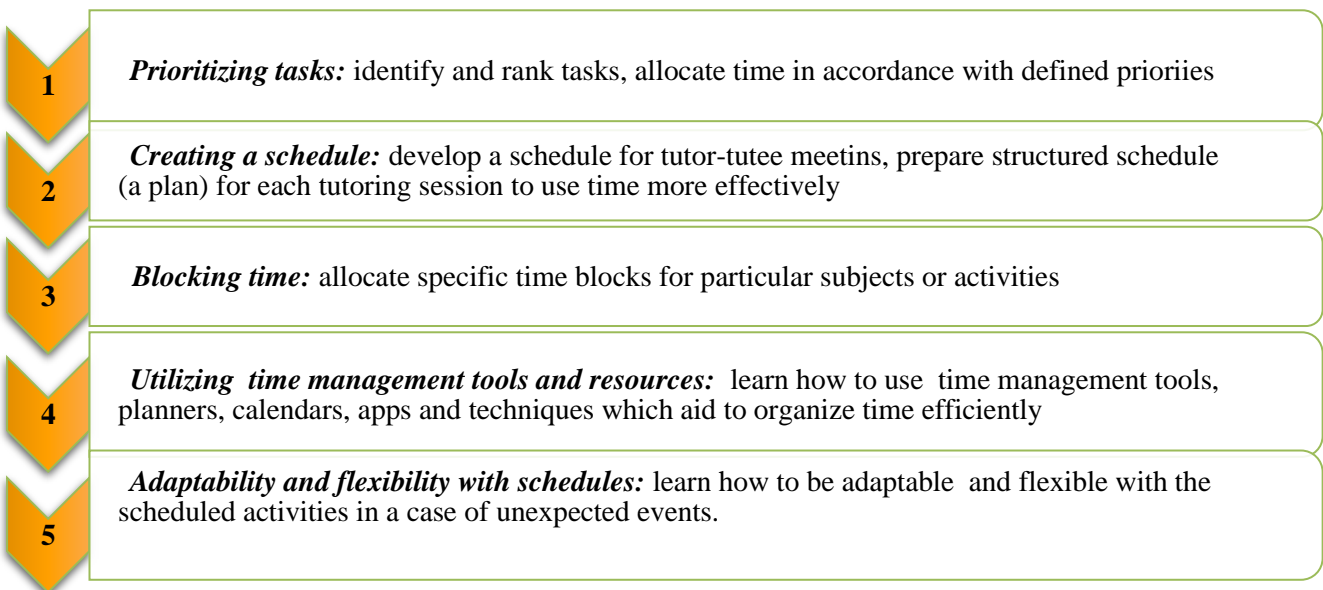 1
Prioritizing tasks: identify and rank tasks, allocate time in accordance with defined prioriies
2
Creating a schedule: develop a schedule for tutor-tutee meetins, prepare structured schedule
(a plan) for each tutoring session to use time more effectively
3
Blocking time: allocate specific time blocks for particular subjects or activities
4
Utilizing time management tools and resources: learn how to use time management tools,
planners, calendars, apps and techniques which aid to organize time efficiently
5
Adaptability and flexibility with schedules: learn how to be adaptable and flexible with the
scheduled activities in a case of unexpected events.